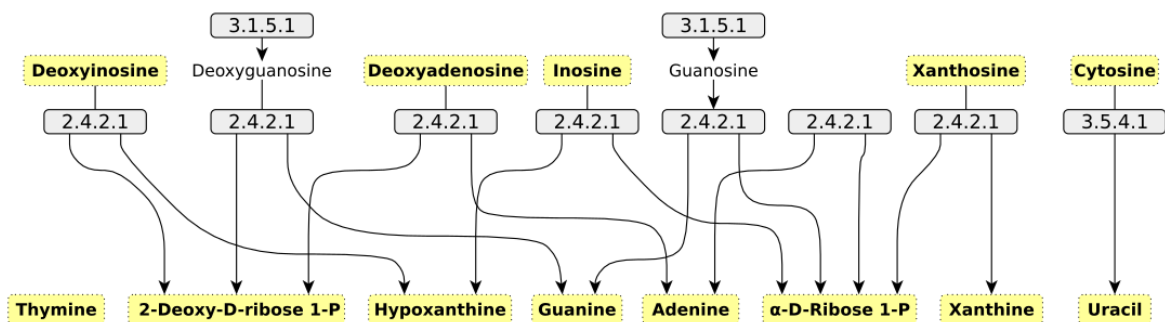 3.1.5.1 3.1.5.1
Deoxyinosine Deoxyguanosine Deoxyadenosine Inosine Guanosine Xanthosine Cytosine
2.4.2.1 2.4.2.1 2.4.2.1 2.4.2.1 2.4.2.1 2.4.2.1 2.4.2.1 3.5.4.1
Thymine 2-Deoxy-D-ribose 1-P Hypoxanthine Guanine Adenine α-D-Ribose 1-P Xanthine Uracil